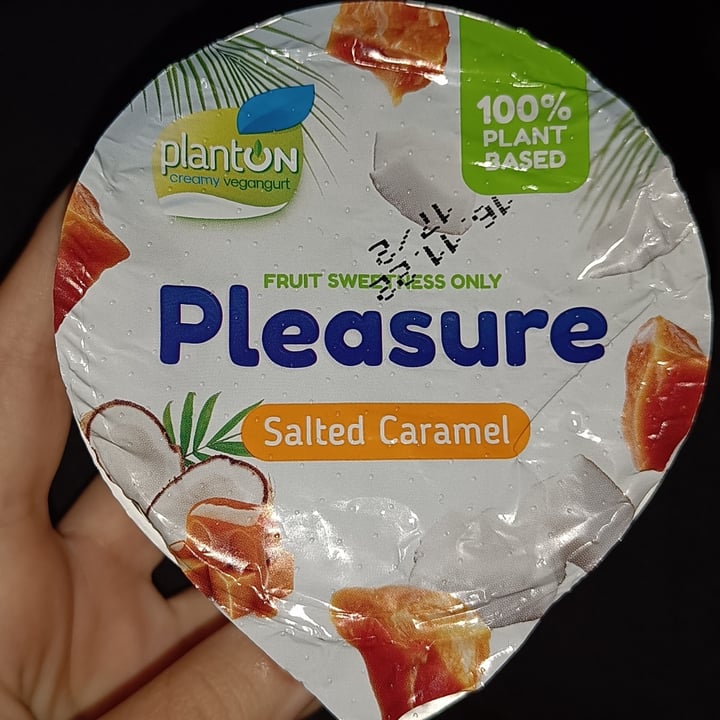 plantON
creamy vegangurt
100%
PLANT
BASED
FRUIT SWEETNESS ONLY
Pleasure
Salted Caramel